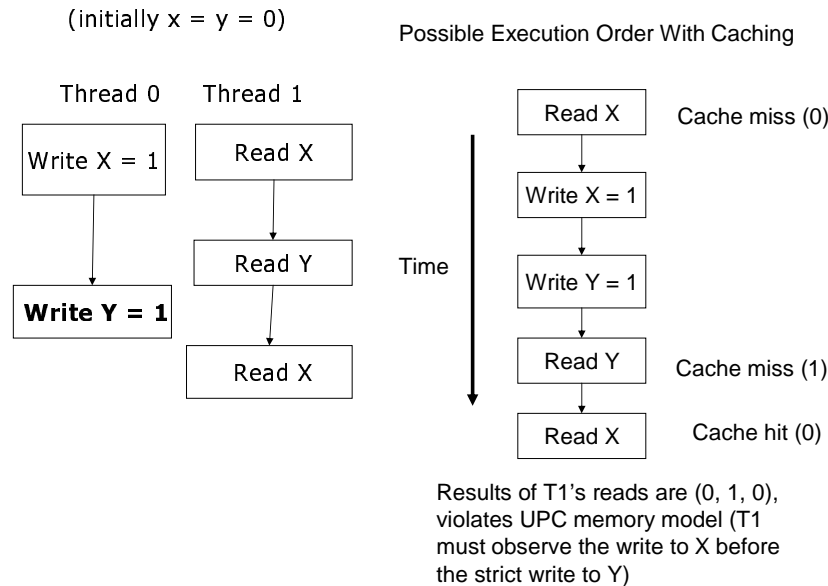 (initially x = y = 0)
Thread 0
Thread 1
Write X = 1
Read X
Read Y
Write Y = 1
Read X
Possible Execution Order With Caching
Read X
Cache miss (0)
Write X = 1
Time
Write Y = 1
Read Y
Cache miss (1)
Read X
Cache hit (0)
Results of T1's reads are (0, 1, 0),
violates UPC memory model (T1
must observe the write to X before
the strict write to Y)